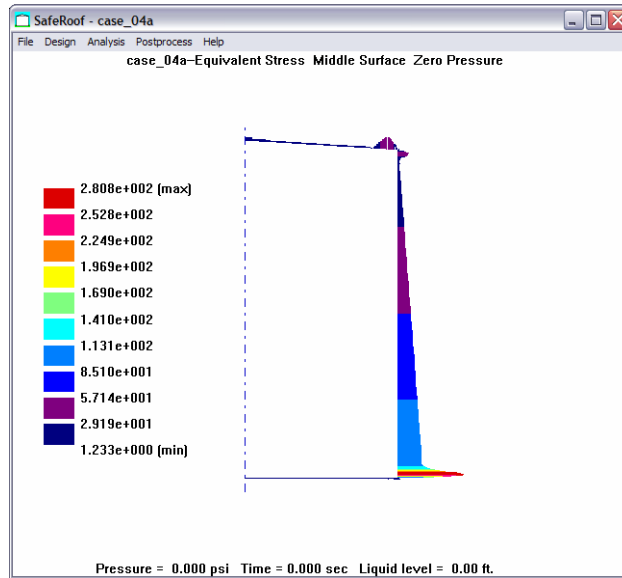 SafeRoof - case_04a
File Design Analysis Postprocess Help
case_04a-Equivalent Stress Middle Surface Zero Pressure
2.808e+002 (max)
2.528e+002
2.249e+002
1.969e+002
1.690e+002
1.410e+002
1.131e+002
8.510e+001
5.714e+001
2.919e+001
1.233e+000 (min)
Pressure = 0.000 psi Time = 0.000 sec Liquid level = 0.00 ft.